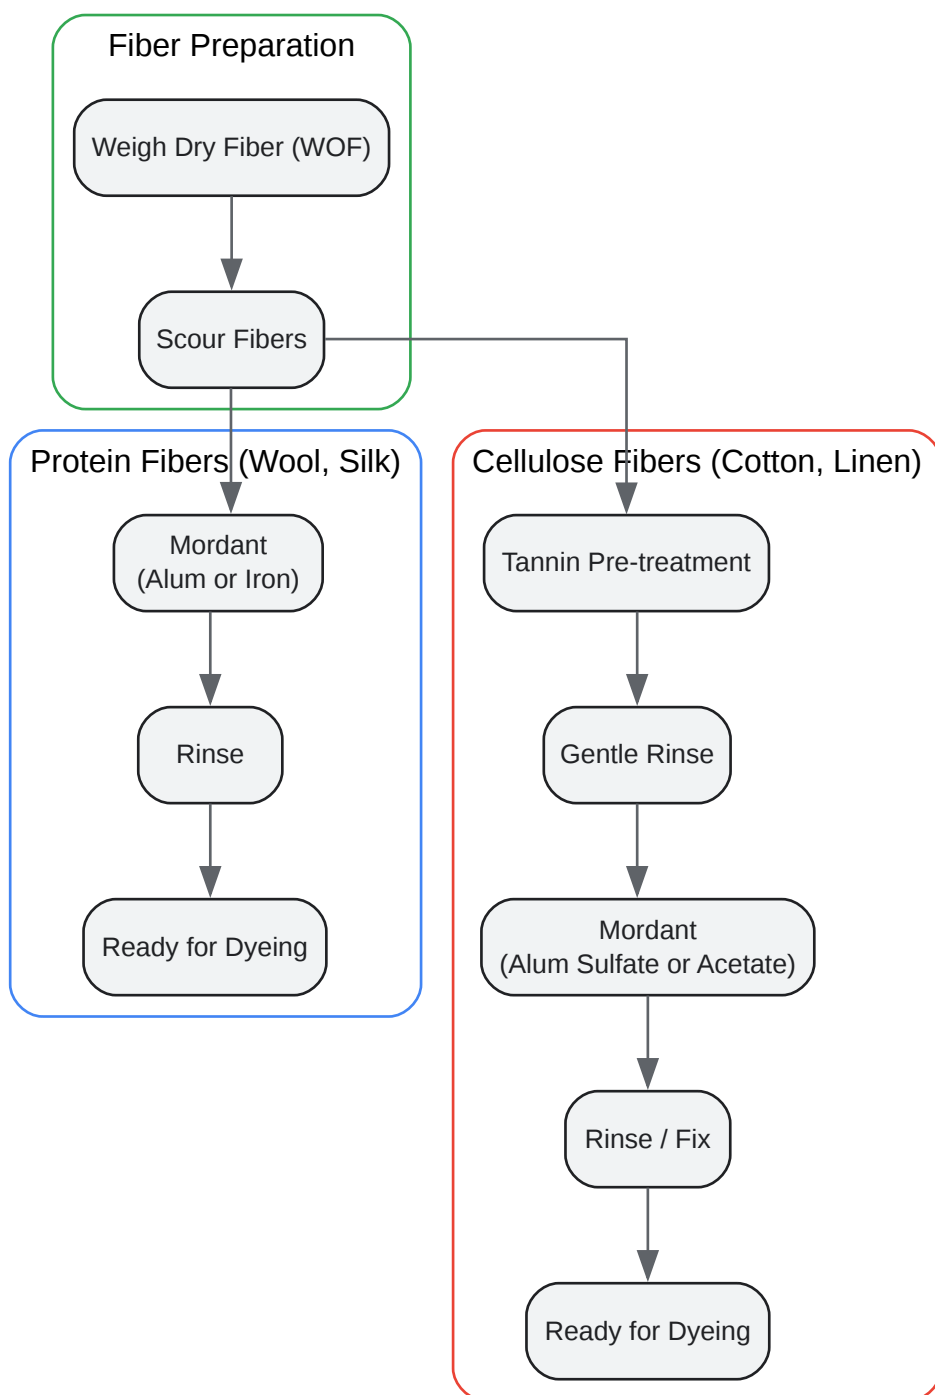 Fiber Preparation
Weigh Dry Fiber (WOF)
Scour Fibers
Protein Fibers (Wool, Silk)
Mordant
(Alum or Iron)
Rinse
Ready for Dyeing
Cellulose Fibers (Cotton, Linen)
Tannin Pre-treatment
Gentle Rinse
Mordant
(Alum Sulfate or Acetate)
Rinse / Fix
Ready for Dyeing